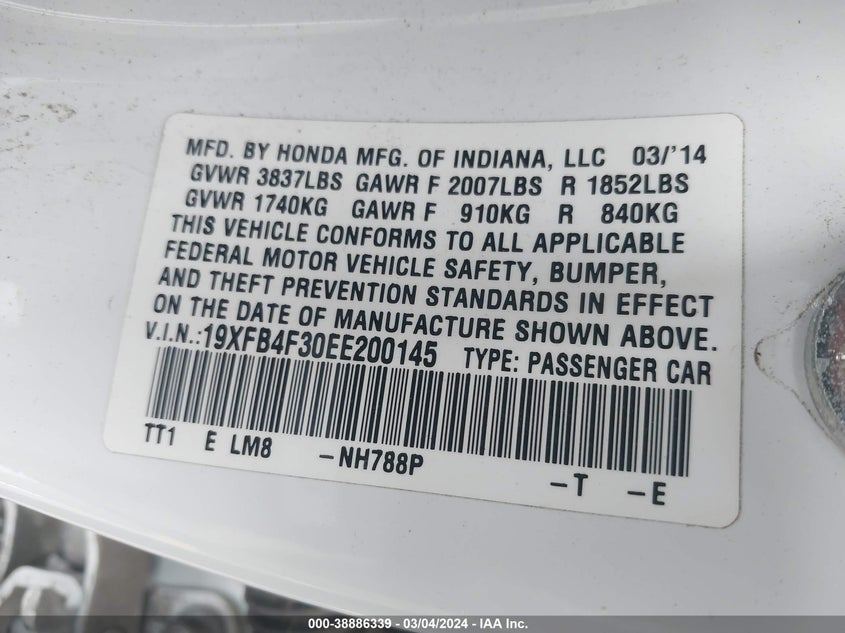 MFD. BY HONDA MFG. OF INDIANA, LLC 03/'14
GVWR 3837LBS GAWR F 2007LBS R 1852LBS
GVWR 1740KG GAWR F 910KG R 840KG
THIS VEHICLE CONFORMS TO ALL APPLICABLE
FEDERAL MOTOR VEHICLE SAFETY, BUMPER,
AND THEFT PREVENTION STANDARDS IN EFFECT
ON THE DATE OF MANUFACTURE SHOWN ABOVE.
V.I.N.:19XFB4F30EE200145 TYPE: PASSENGER CAR
TT1 E LM8 -NH788P -T -E
000-38886339 - 03/04/2024 - IAA Inc.